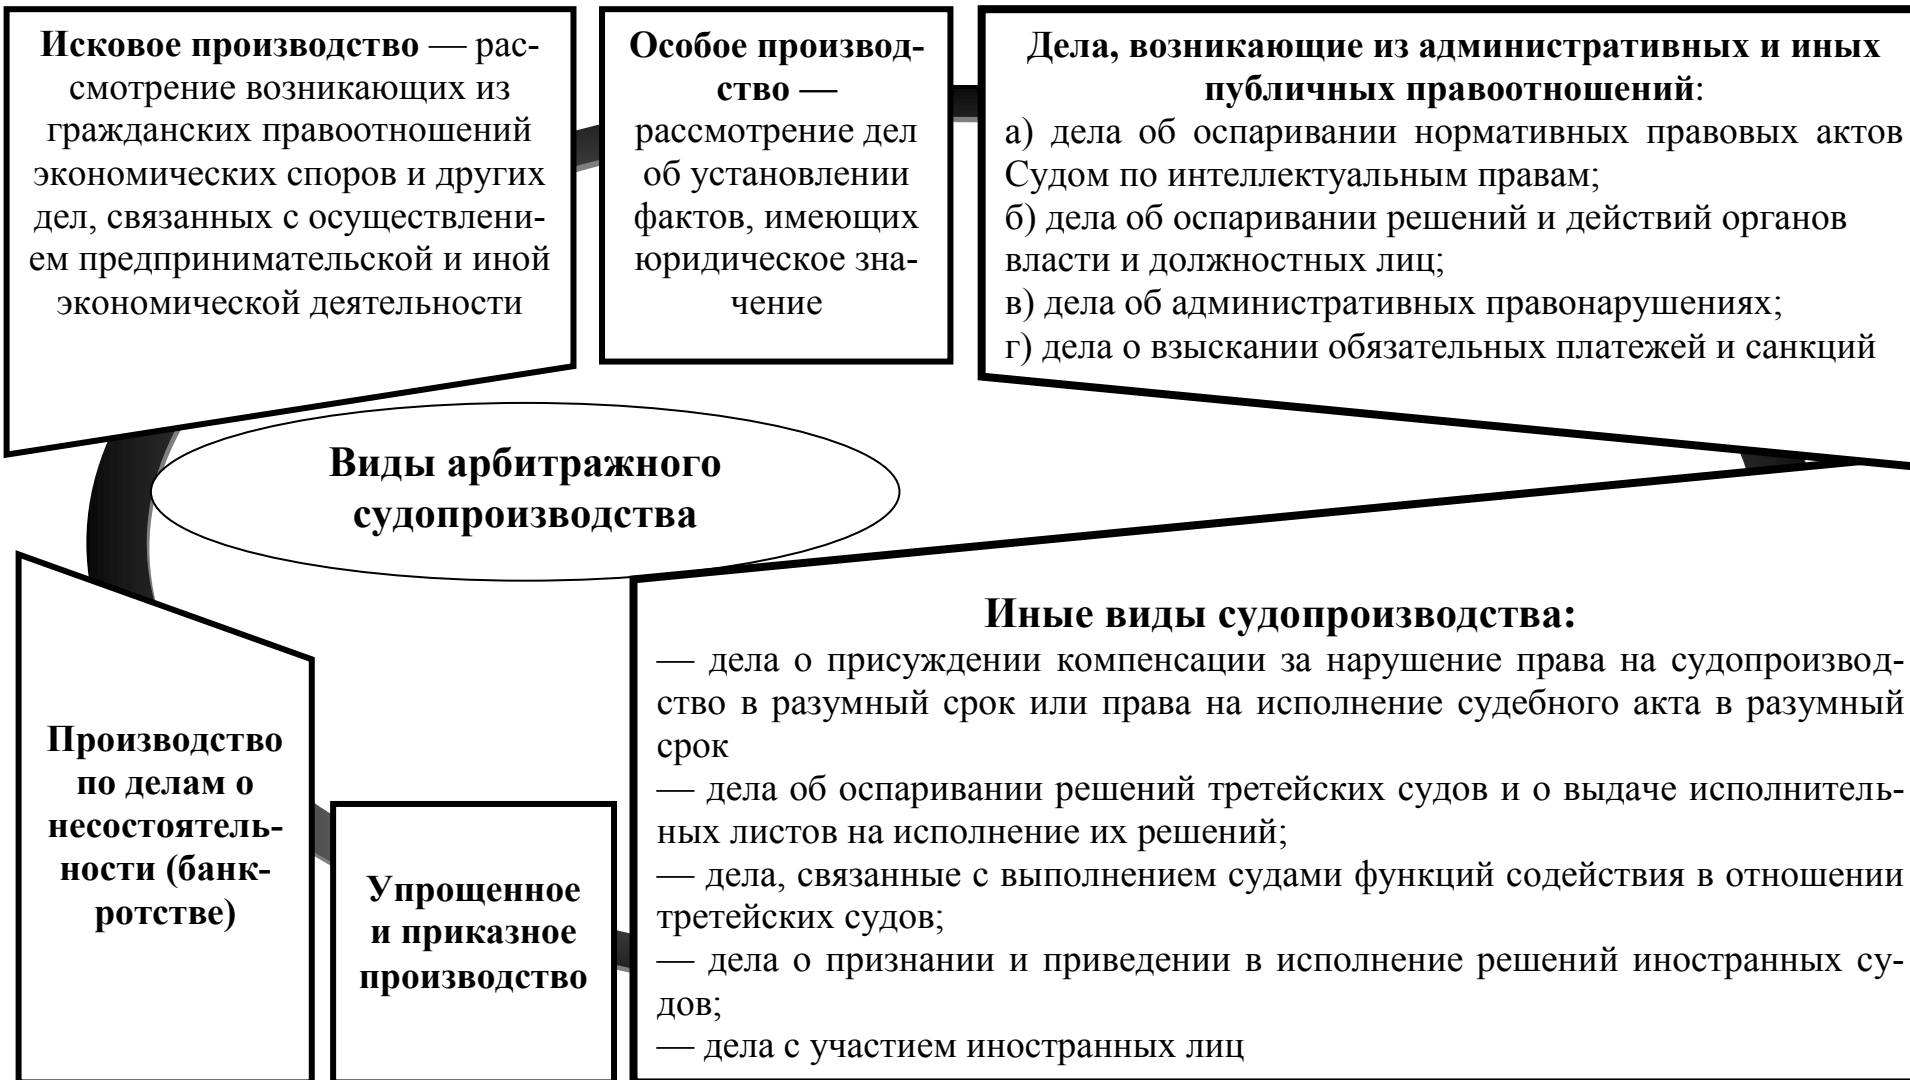 Исковое производство — рас-
смотрение возникающих из
гражданских правоотношений
экономических споров и других
дел, связанных с осуществлени-
ем предпринимательской и иной
экономической деятельности
Особое производ-
ство —
рассмотрение дел
об установлении
фактов, имеющих
юридическое зна-
чение
Дела, возникающие из административных и иных
публичных правоотношений:
а) дела об оспаривании нормативных правовых актов
Судом по интеллектуальным правам;
б) дела об оспаривании решений и действий органов
власти и должностных лиц;
в) дела об административных правонарушениях;
г) дела о взыскании обязательных платежей и санкций
Виды арбитражного
судопроизводства
Производство
по делам о
несостоятель-
ности (банк-
ротстве)
Упрощенное
и приказное
производство
Иные виды судопроизводства:
— дела о присуждении компенсации за нарушение права на судопроизвод-
ство в разумный срок или права на исполнение судебного акта в разумный
срок
— дела об оспаривании решений третейских судов и о выдаче исполнитель-
ных листов на исполнение их решений;
— дела, связанные с выполнением судами функций содействия в отношении
третейских судов;
— дела о признании и приведении в исполнение решений иностранных су-
дов;
— дела с участием иностранных лиц